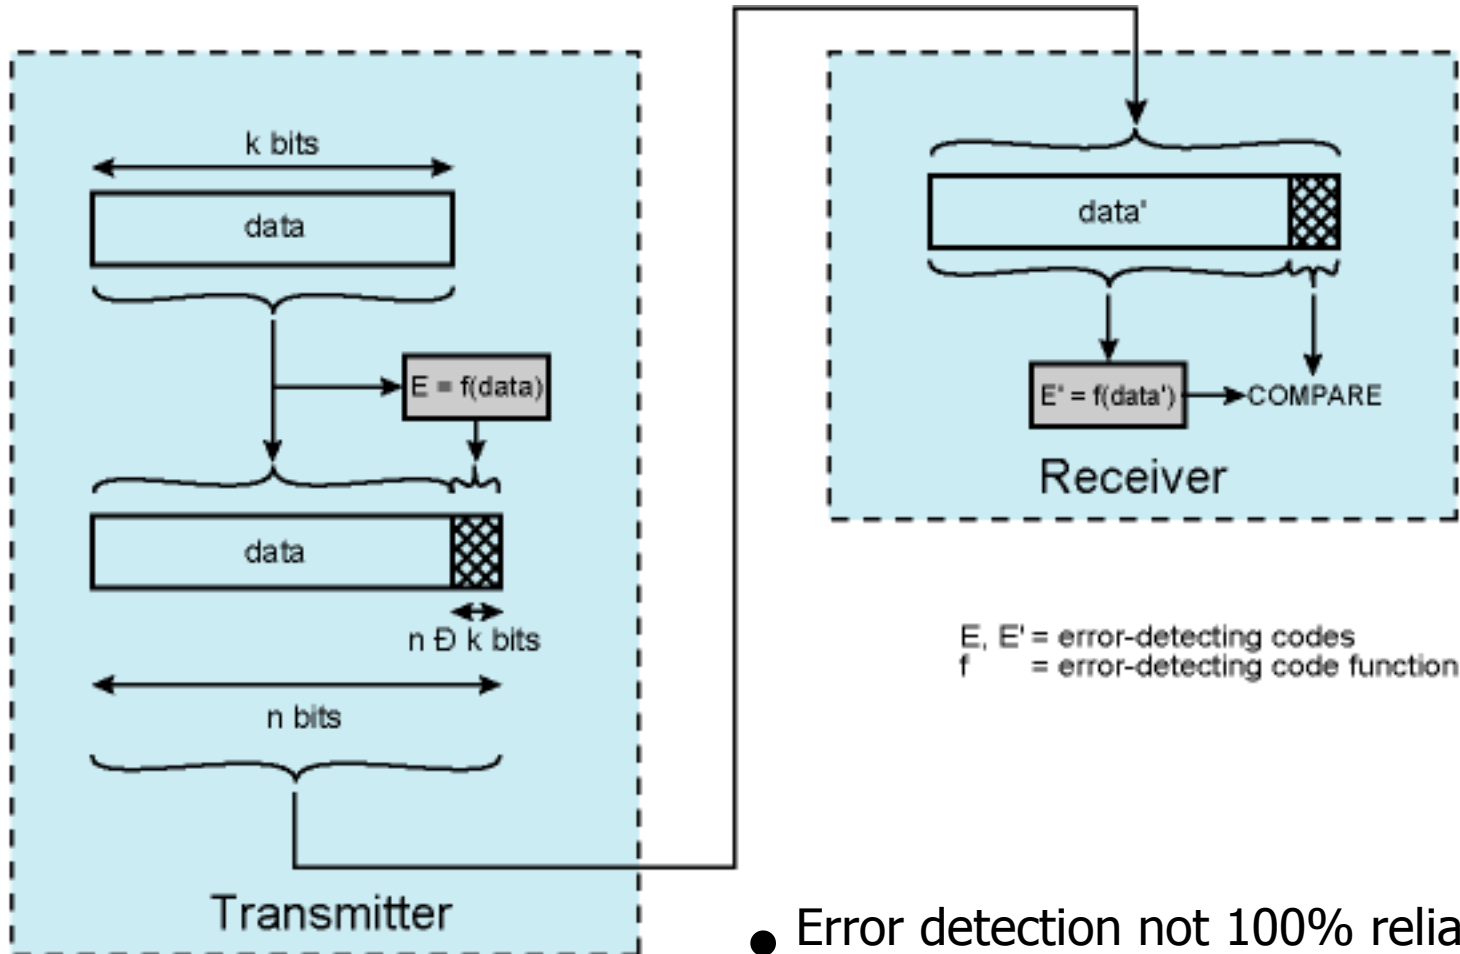 k bits
data
E = f(data)
data
n Đ k bits
n bits
Transmitter
data'
E' = f(data')
COMPARE
Receiver
E, E' = error-detecting codes
f = error-detecting code function
• Error detection not 100% relia